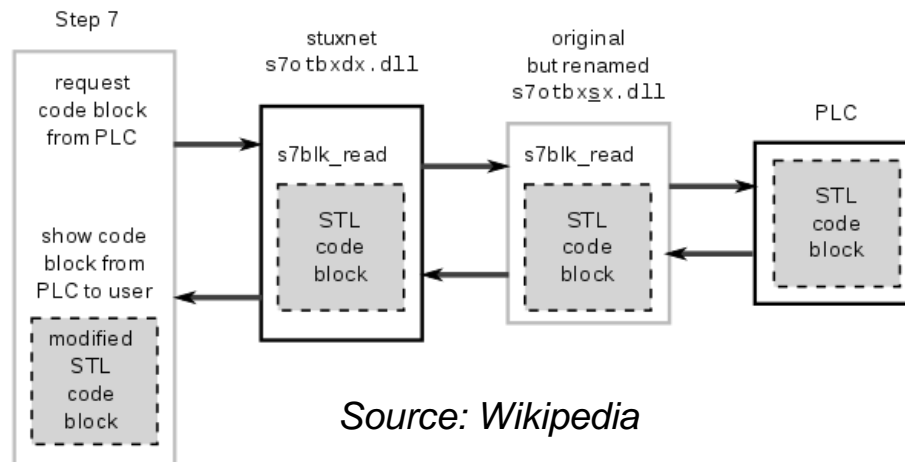 Step 7
request
code block
from PLC
show code
block from
PLC to user
modified
STL
code
block
stuxnet
s7otbxdx.dll
s7blk_read
STL
code
block
original
but renamed
s7otbxsx.dll
s7blk_read
STL
code
block
PLC
STL
code
block
Source: Wikipedia